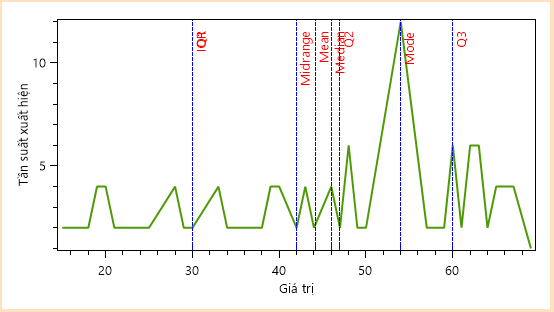 Tần suất xuất hiện
10
5
IQR
Q1
Midrange
Mean
Median
Q2
Mode
Q3
20
30
40
50
60
Giá trị